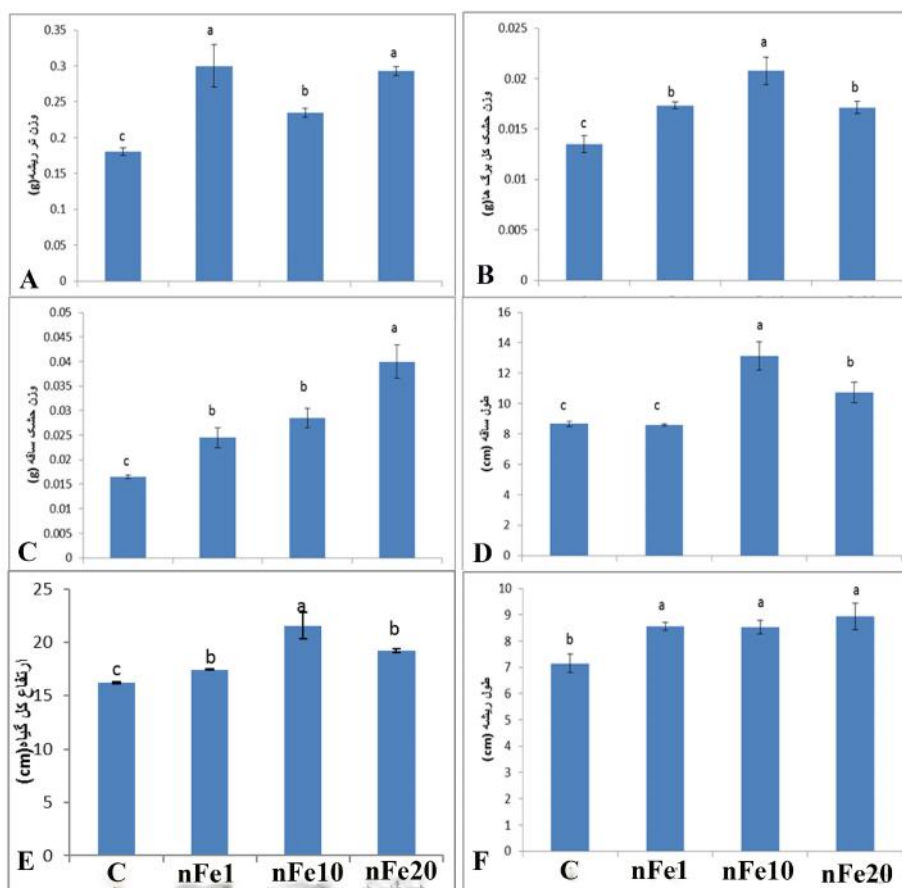 وزن تر ریشه(g)
0.35
0.3
0.25
0.2
0.15
0.1
0.05
0
c
a
b
a
A
وزن خشک کل برگ ها(g)
0.025
0.02
0.015
0.01
0.005
0
c
b
a
b
B
وزن خشک ساقه (g)
0.05
0.045
0.04
0.035
0.03
0.025
0.02
0.015
0.01
0.005
0
c
b
b
a
C
طول ساقه (cm)
16
14
12
10
8
6
4
2
0
c
c
a
b
D
ارتفاع کل گیاه(cm)
25
20
15
10
5
0
c
b
a
b
E
C nFe1 nFe10 nFe20
طول ریشه (cm)
10
9
8
7
6
5
4
3
2
1
0
b
a
a
a
F
C nFe1 nFe10 nFe20